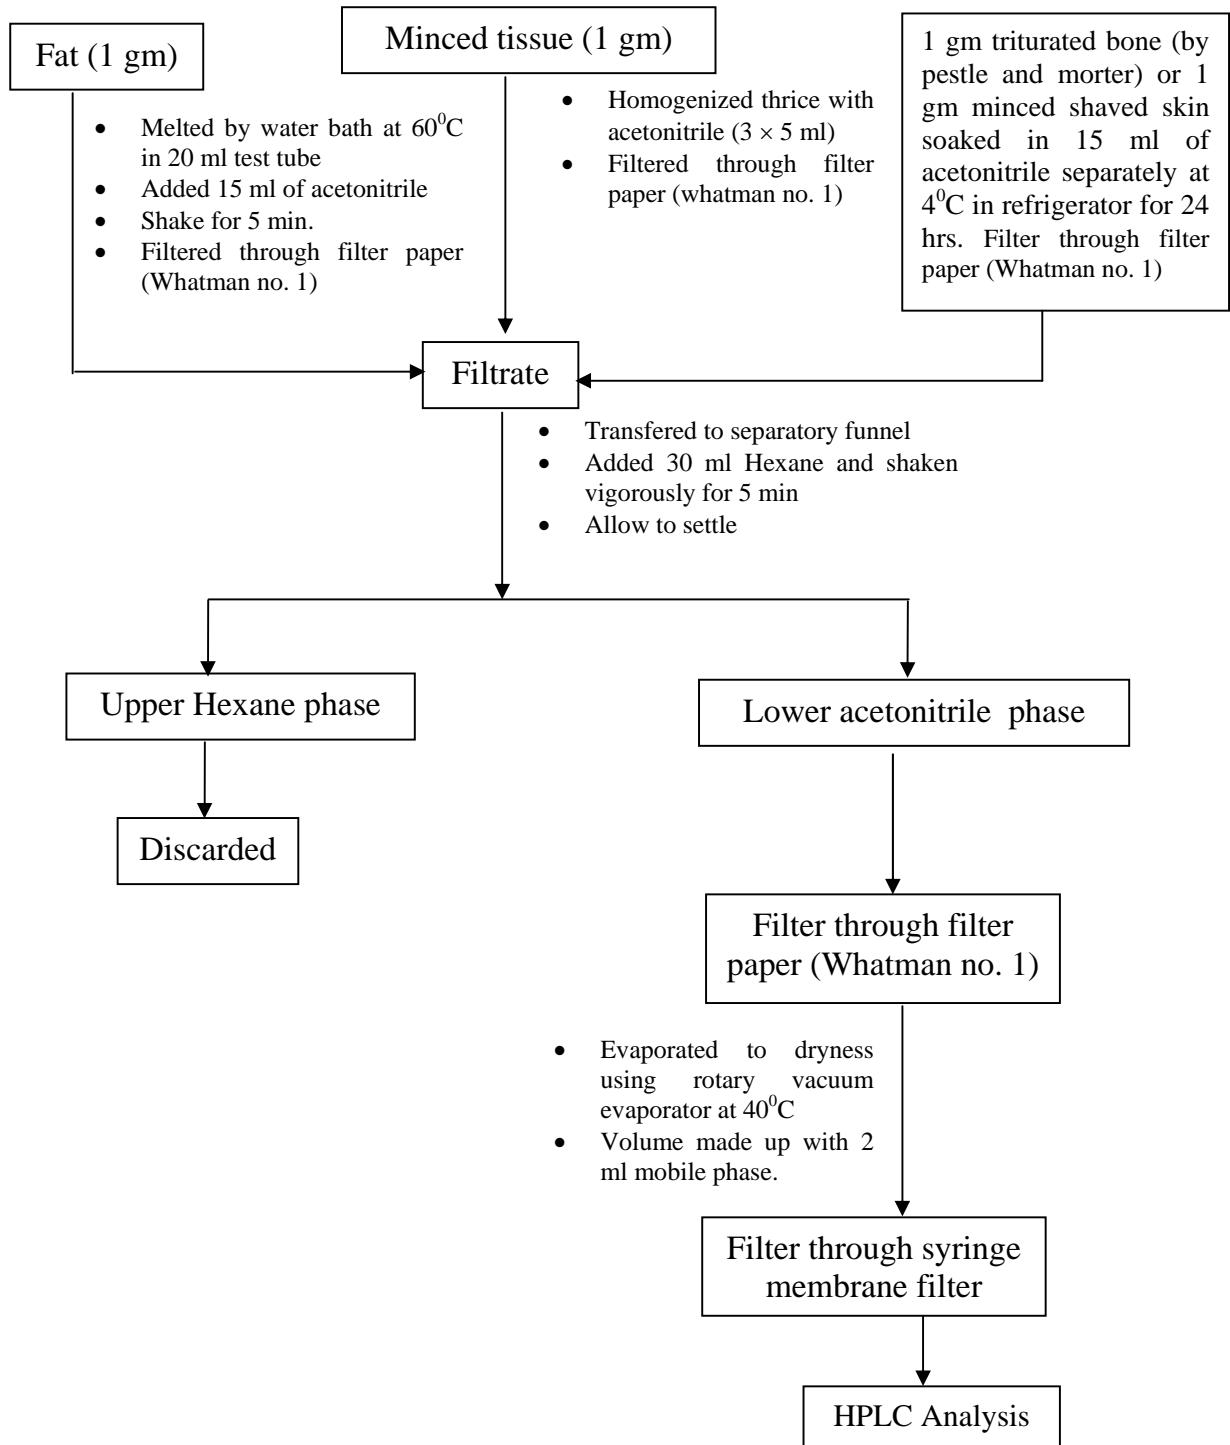 Fat (1 gm)
• Melted by water bath at 60⁰C
in 20 ml test tube
• Added 15 ml of acetonitrile
• Shake for 5 min.
• Filtered through filter paper
(Whatman no. 1)
Minced tissue (1 gm)
• Homogenized thrice with
acetonitrile (3 × 5 ml)
• Filtered through filter
paper (whatman no. 1)
1 gm triturated bone (by
pestle and morter) or 1
gm minced shaved skin
soaked in 15 ml of
acetonitrile separately at
4⁰C in refrigerator for 24
hrs. Filter through filter
paper (Whatman no. 1)
Filtrate
• Transfered to separatory funnel
• Added 30 ml Hexane and shaken
vigorously for 5 min
• Allow to settle
Upper Hexane phase
Discarded
Lower acetonitrile phase
Filter through filter
paper (Whatman no. 1)
• Evaporated to dryness
using rotary vacuum
evaporator at 40⁰C
• Volume made up with 2
ml mobile phase.
Filter through syringe
membrane filter
HPLC Analysis